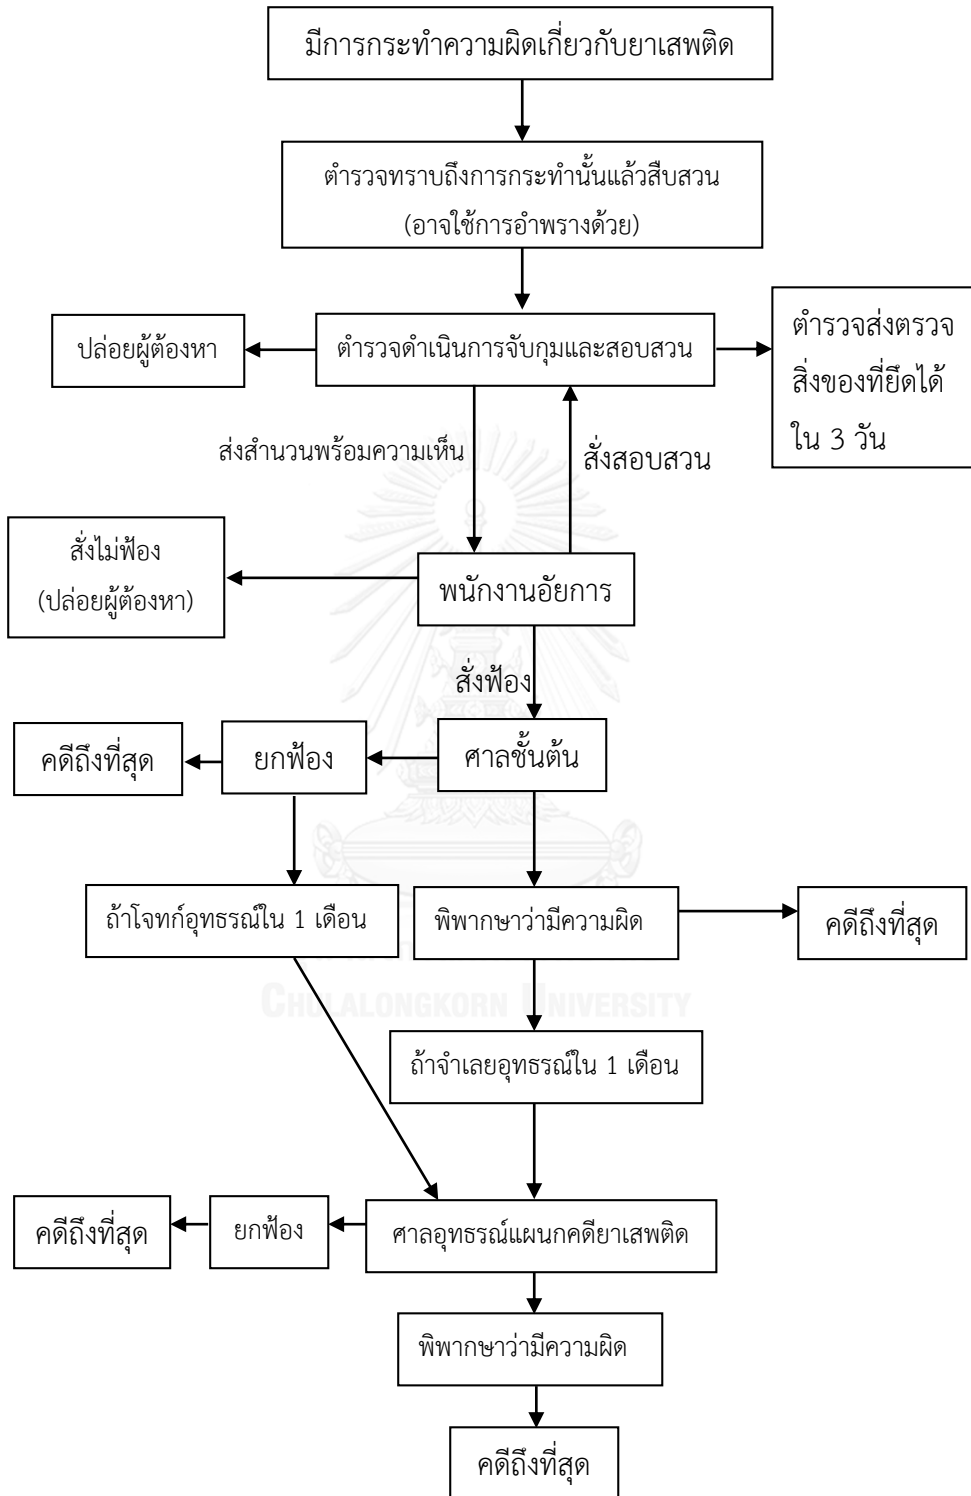 มีการกระทำความผิดเกี่ยวกับยาเสพติด
ตำรวจทราบถึงการกระทำนั้นแล้วสืบสวน
(อาจใช้การอำพรางด้วย)
ปล่อยผู้ต้องหา
ตำรวจดำเนินการจับกุมและสอบสวน
ตำรวจส่งตรวจ
สิ่งของที่ยึดได้
ใน 3 วัน
ส่งสำนวนพร้อมความเห็น
สั่งสอบสวน
สั่งไม่ฟ้อง
(ปล่อยผู้ต้องหา)
พนักงานอัยการ
สั่งฟ้อง
คดีถึงที่สุด
ยกฟ้อง
ศาลชั้นต้น
ถ้าโจทก์อุทธรณ์ใน 1 เดือน
พิพากษาว่ามีความผิด
คดีถึงที่สุด
CHULALONGKORN UNIVERSITY
ถ้าจำเลยอุทธรณ์ใน 1 เดือน
คดีถึงที่สุด
ยกฟ้อง
ศาลอุทธรณ์แผนกคดียาเสพติด
พิพากษาว่ามีความผิด
คดีถึงที่สุด